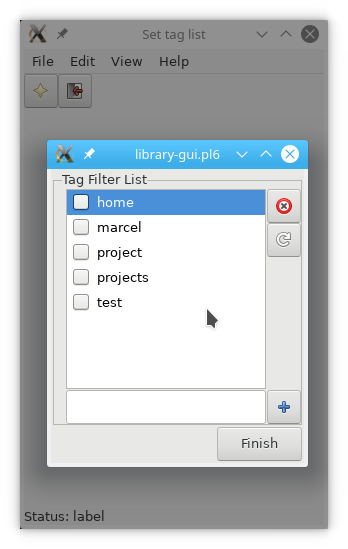 Set tag list
File Edit View Help
library-gui.pl6
Tag Filter List
home
marcel
project
projects
test
Finish
Status: label